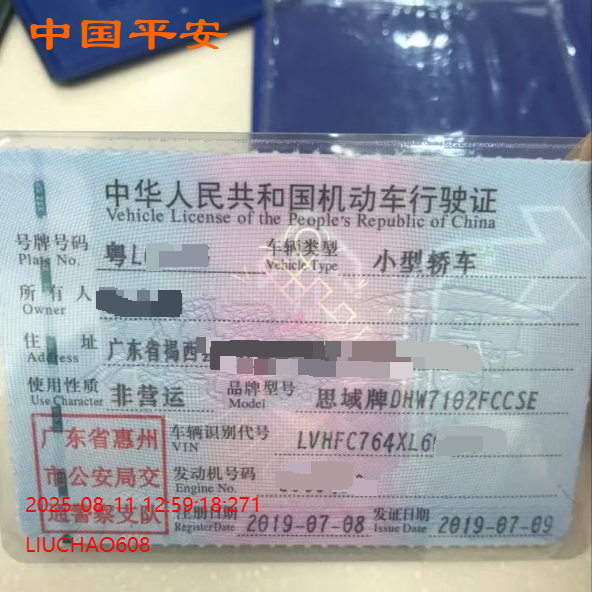 中国平安
中华人民共和国机动车行驶证
Vehicle License of the People's Republic of China
号牌号码 粤L 车辆类型 小型轿车
Plate No. Vehicle Type
所有人
Owner
住址 广东省揭西
Address
使用性质 非营运 品牌型号 思域牌DHW7102FCCSE
Use Character Model
广东省惠州 车辆识别代号 LVHFC764XL6
VIN
市公安局交 发动机号码
Engine No.
2025-08-11 12:59:18:271
通警察支队 注册日期 2019-07-08 发证日期 2019-07-09
Register Date Issue Date
LIUCHAO608